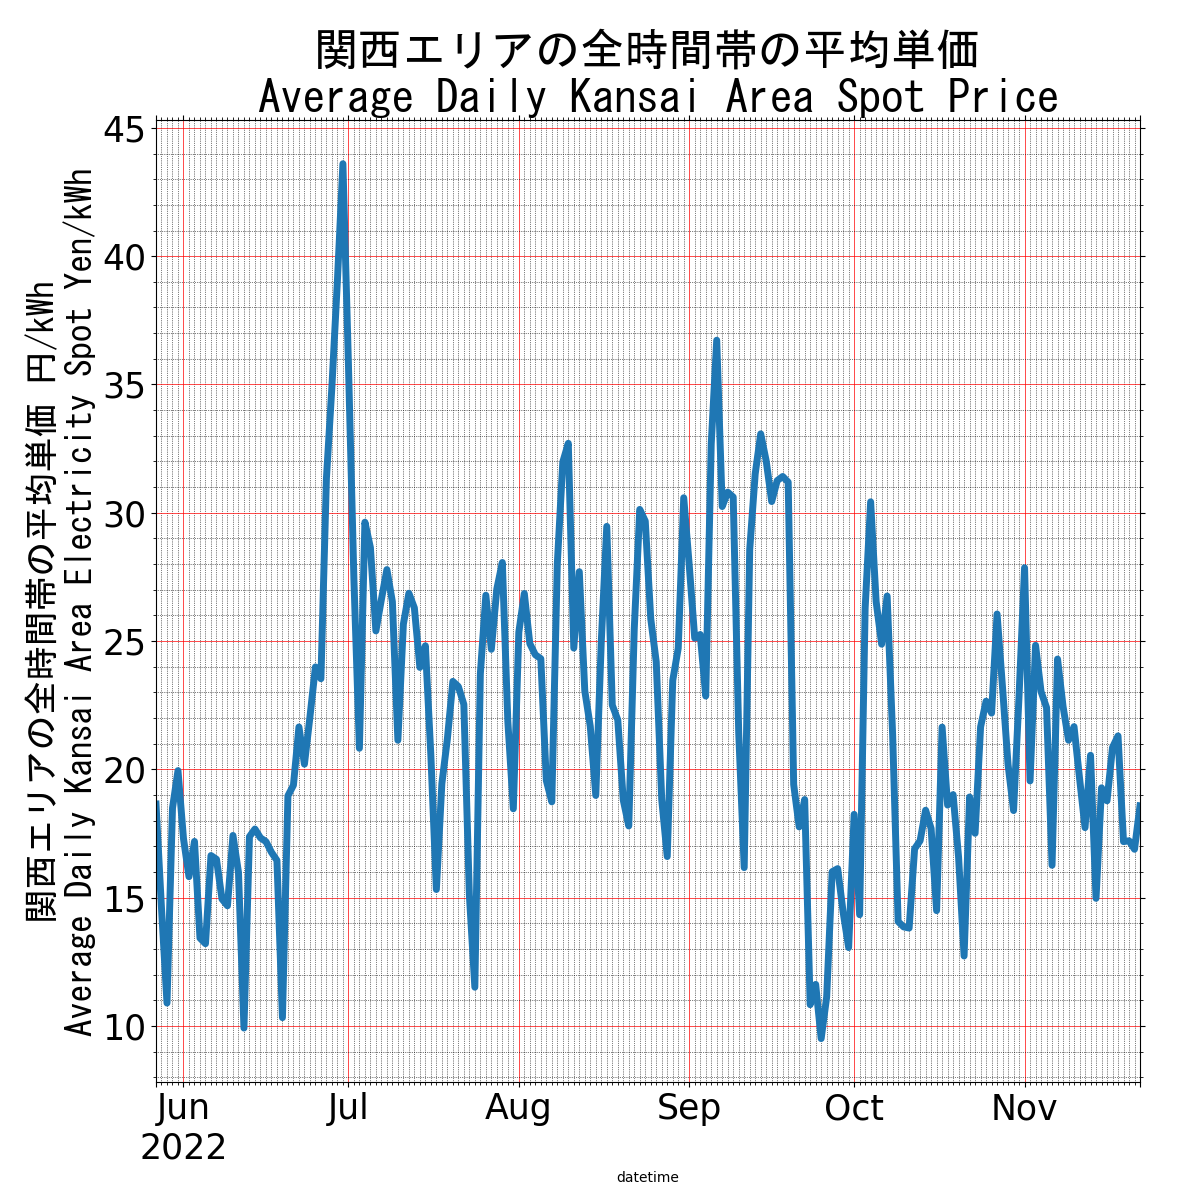 関西エリアの全時間帯の平均単価
Average Daily Kansai Area Spot Price
関西エリアの全時間帯の平均単価 円/kWh
Average Daily Kansai Area Electricity Spot Yen/kWh
45
40
35
30
25
20
15
10
Jun
2022
Jul
Aug
Sep
Oct
Nov
datetime